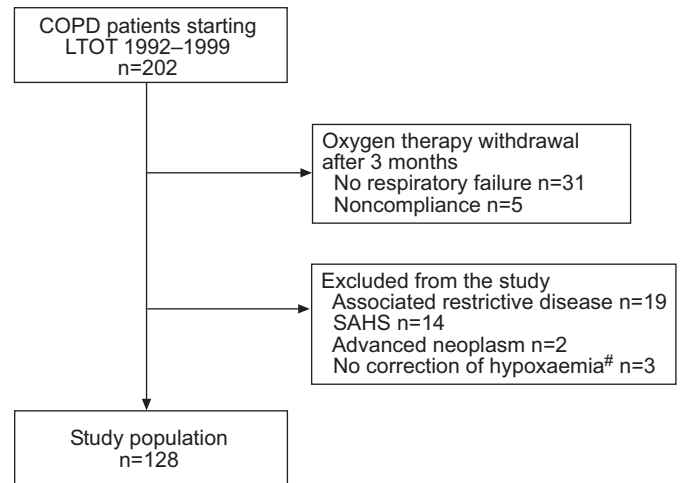 COPD patients starting
LTOT 1992–1999
n=202
Oxygen therapy withdrawal
after 3 months
No respiratory failure n=31
Noncompliance n=5
Excluded from the study
Associated restrictive disease n=19
SAHS n=14
Advanced neoplasm n=2
No correction of hypoxaemia# n=3
Study population
n=128